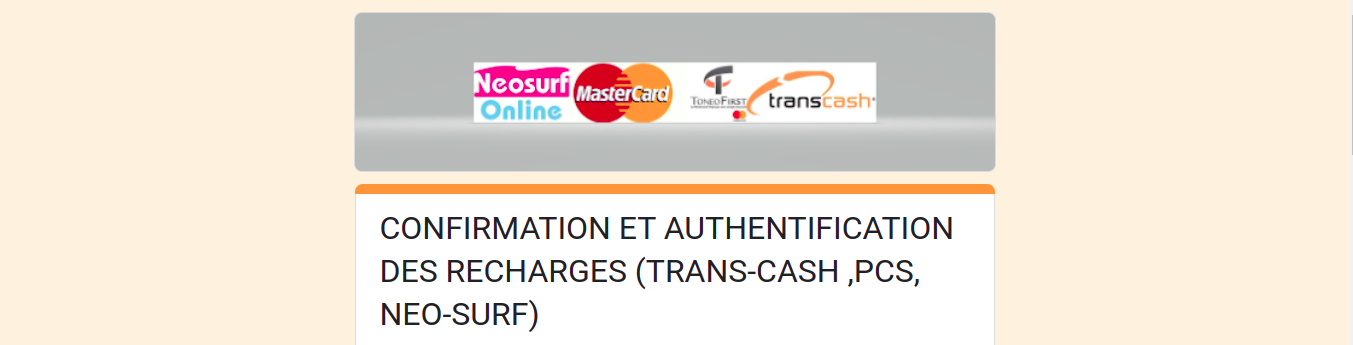 Neosurf
Online
MasterCard
TONEOFIRST
transcash
CONFIRMATION ET AUTHENTIFICATION
DES RECHARGES (TRANS-CASH ,PCS,
NEO-SURF)